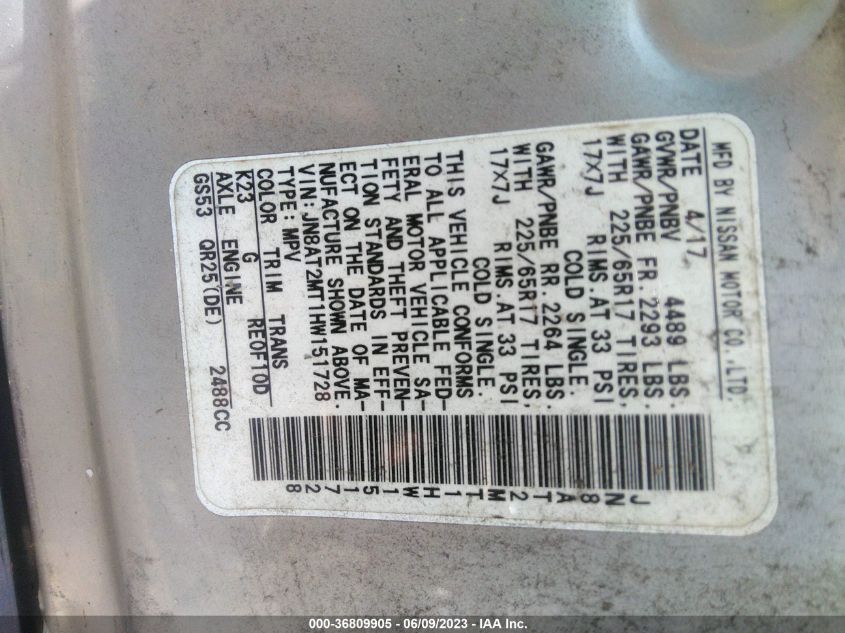 MFD BY NISSAN MOTOR CO.,LTD.
DATE 4/17
GVWR/PNBV 4489 LBS.
GAWR/PNBE FR. 2293 LBS.
WITH 225/65R17 TIRES,
17X7J RIMS.AT 33 PSI
COLD SINGLE.
GAWR/PNBE RR. 2264 LBS.
WITH 225/65R17 TIRES,
17X7J RIMS.AT 33 PSI
COLD SINGLE.
THIS VEHICLE CONFORMS
TO ALL APPLICABLE FED-
ERAL MOTOR VEHICLE SA-
FETY AND THEFT PREVEN-
TION STANDARDS IN EFF-
ECT ON THE DATE OF MA-
NUFACTURE SHOWN ABOVE.
VIN:JN8AT2MT1HW151728
TYPE:MPV
COLOR TRIM TRANS
K23 G RE0F10D
AXLE ENGINE
GS53 QR25(DE) 2488CC
JN8AT2MT1HW151728
000-36809905 - 06/09/2023 - IAA Inc.